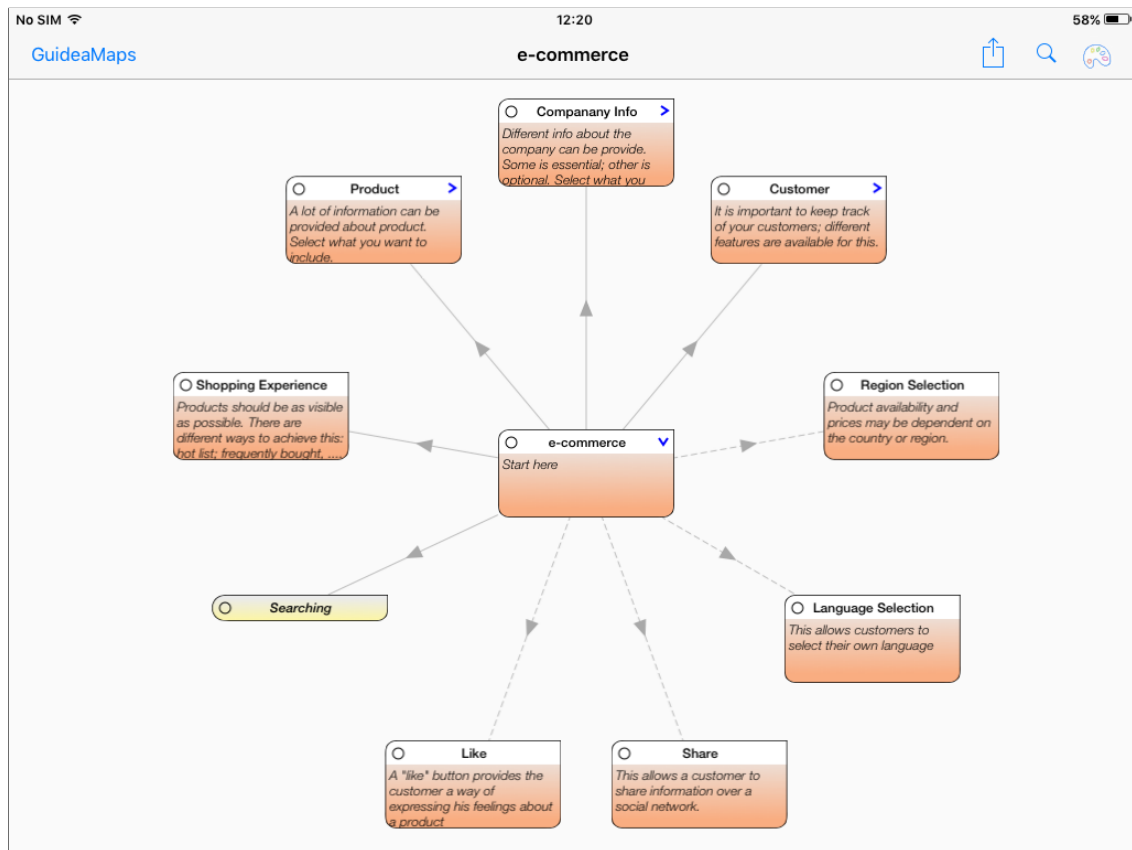 No SIM 12:20 58%
GuideaMaps e-commerce
Companany Info
Different info about the
company can be provide.
Some is essential; other is
optional. Select what you
Product
A lot of information can be
provided about product.
Select what you want to
include.
Customer
It is important to keep track
of your customers; different
features are available for this.
Shopping Experience
Products should be as visible
as possible. There are
different ways to achieve this:
hot list; frequently bought, ....
Region Selection
Product availability and
prices may be dependent on
the country or region.
e-commerce
Start here
Searching
Language Selection
This allows customers to
select their own language
Like
A "like" button provides the
customer a way of
expressing his feelings about
a product
Share
This allows a customer to
share information over a
social network.